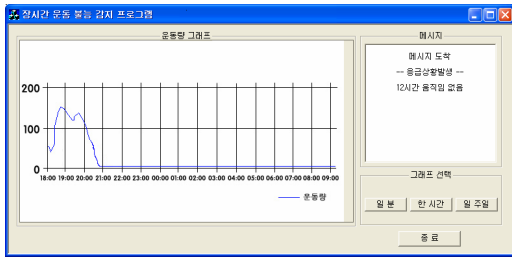 장시간 운동 불능 감지 프로그램
운동량 그래프
200
100
0
18:00 19:00 20:00 21:00 22:00 23:00 00:00 01:00 02:00 03:00 04:00 05:00 06:00 07:00 08:00 09:00
운동량
메시지
메시지 도착
-- 응급상황발생 --
12시간 움직임 없음
그래프 선택
일 분
한 시간
일 주일
종 료